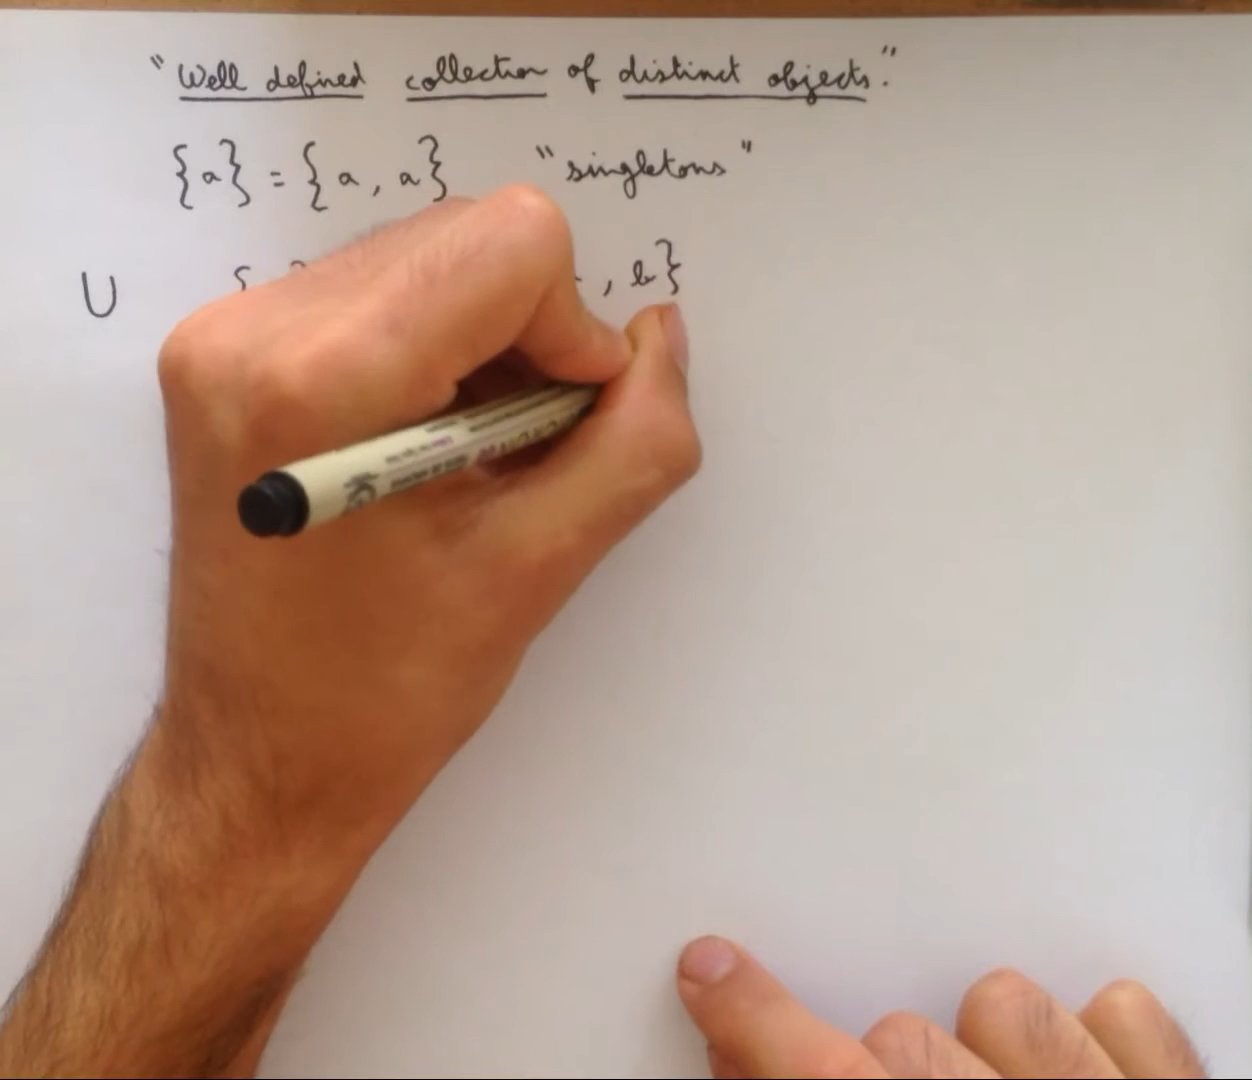 "Well defined collection of distinct objects."
{a} = {a, a} "singletons"
U { , b}